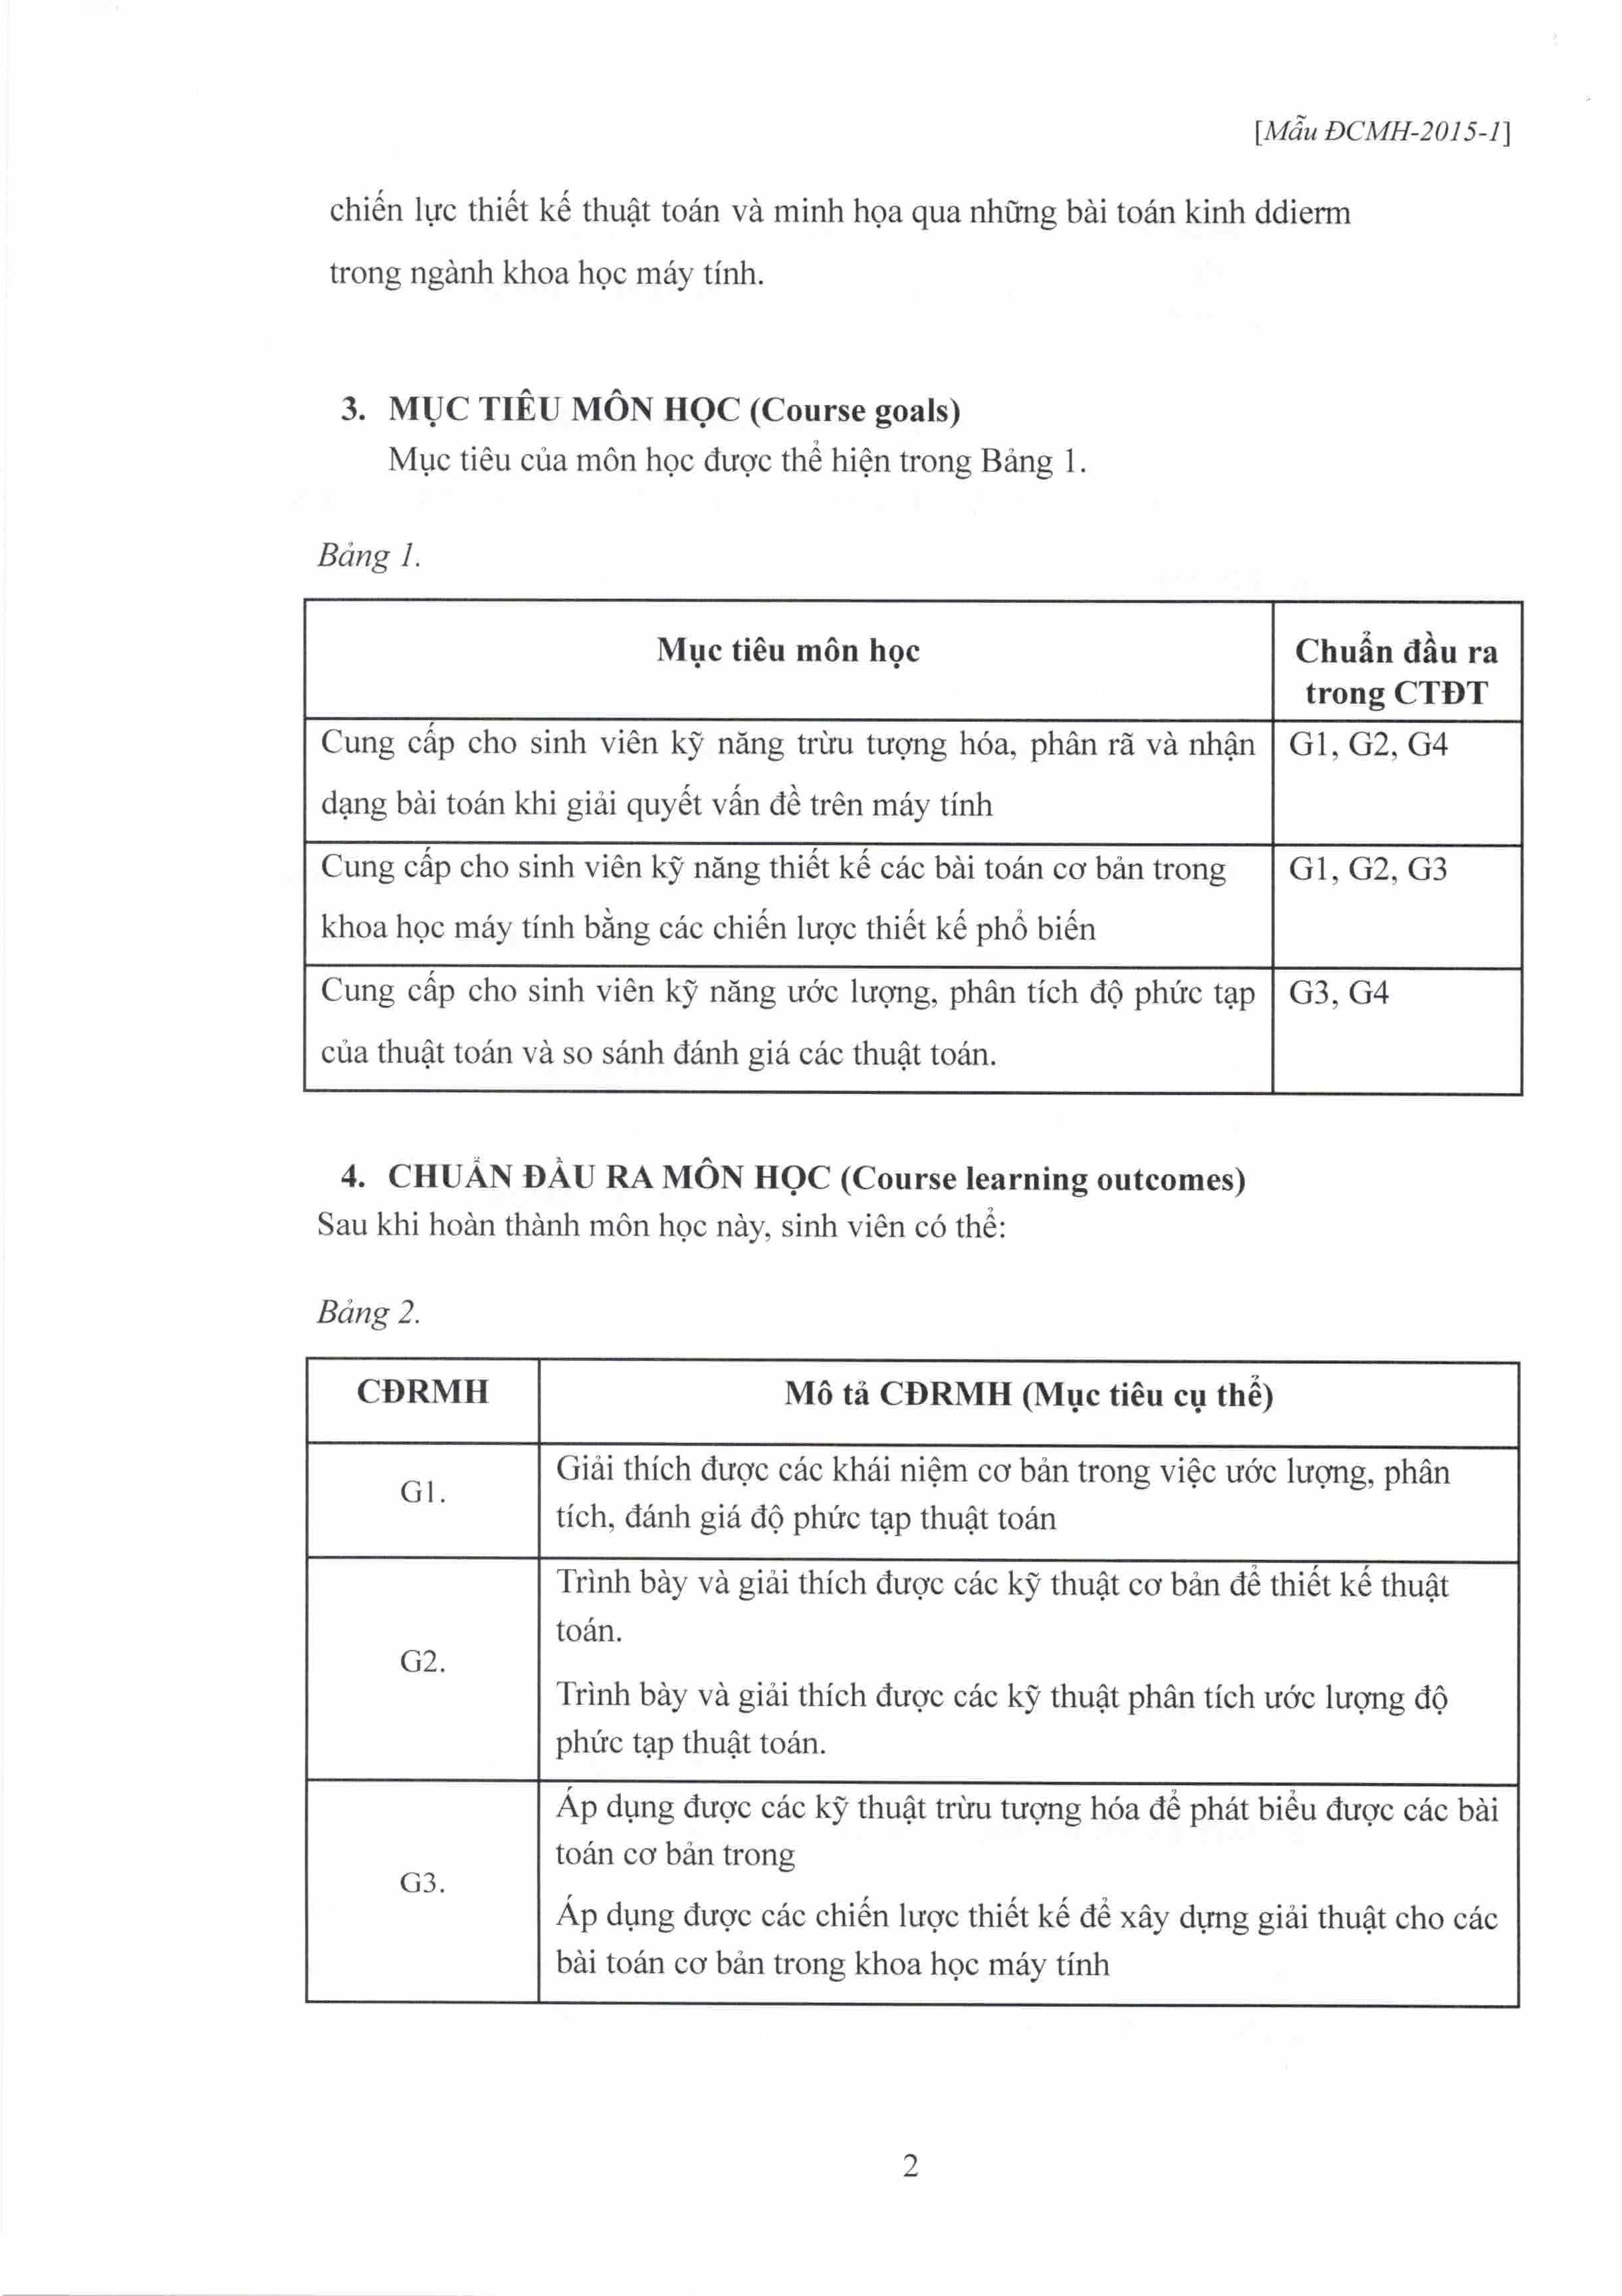 [Mẫu ĐCMH-2015-1]
chiến lực thiết kế thuật toán và minh họa qua những bài toán kinh ddierm
trong ngành khoa học máy tính.
3. MỤC TIÊU MÔN HỌC (Course goals)
Mục tiêu của môn học được thể hiện trong Bảng 1.
Bảng 1.
Mục tiêu môn học
Chuẩn đầu ra
trong CTĐT
Cung cấp cho sinh viên kỹ năng trừu tượng hóa, phân rã và nhận
dạng bài toán khi giải quyết vấn đề trên máy tính
G1, G2, G4
Cung cấp cho sinh viên kỹ năng thiết kế các bài toán cơ bản trong
khoa học máy tính bằng các chiến lược thiết kế phổ biến
G1, G2, G3
Cung cấp cho sinh viên kỹ năng ước lượng, phân tích độ phức tạp
của thuật toán và so sánh đánh giá các thuật toán.
G3, G4
4. CHUẨN ĐẦU RA MÔN HỌC (Course learning outcomes)
Sau khi hoàn thành môn học này, sinh viên có thể:
Bảng 2.
CĐRMH
Mô tả CĐRMH (Mục tiêu cụ thể)
G1.
Giải thích được các khái niệm cơ bản trong việc ước lượng, phân
tích, đánh giá độ phức tạp thuật toán
G2.
Trình bày và giải thích được các kỹ thuật cơ bản để thiết kế thuật
toán.
Trình bày và giải thích được các kỹ thuật phân tích ước lượng độ
phức tạp thuật toán.
G3.
Áp dụng được các kỹ thuật trừu tượng hóa để phát biểu được các bài
toán cơ bản trong
Áp dụng được các chiến lược thiết kế để xây dựng giải thuật cho các
bài toán cơ bản trong khoa học máy tính
2